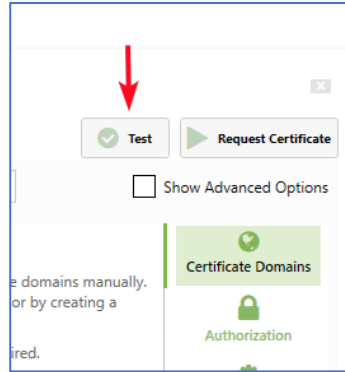 Test
Request Certificate
Show Advanced Options
Certificate Domains
e domains manually.
or by creating a
Authorization
ired.